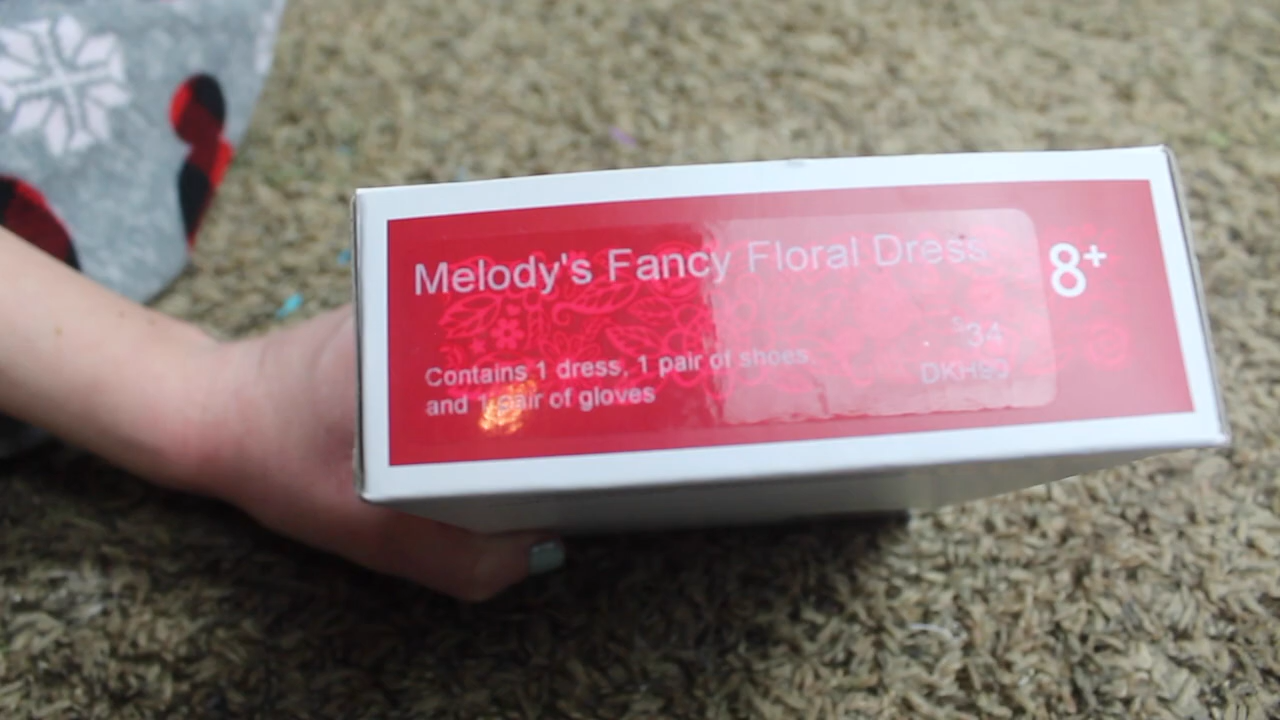 Melody's Fancy Floral Dress
8+
Contains 1 dress, 1 pair of shoes
and 1 pair of gloves
$34